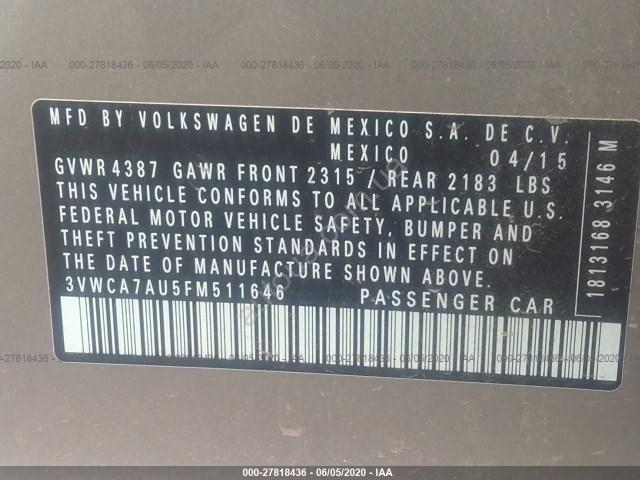 MFD BY VOLKSWAGEN DE MEXICO S.A. DE C.V.
MEXICO 04/15
GVWR 4387 GAWR FRONT 2315 / REAR 2183 LBS
THIS VEHICLE CONFORMS TO ALL APPLICABLE U.S.
FEDERAL MOTOR VEHICLE SAFETY, BUMPER AND
THEFT PREVENTION STANDARDS IN EFFECT ON
THE DATE OF MANUFACTURE SHOWN ABOVE.
3VWCA7AU5FM511646 PASSENGER CAR
1813168 3146 M
000-27818436 - 06/05/2020 - IAA